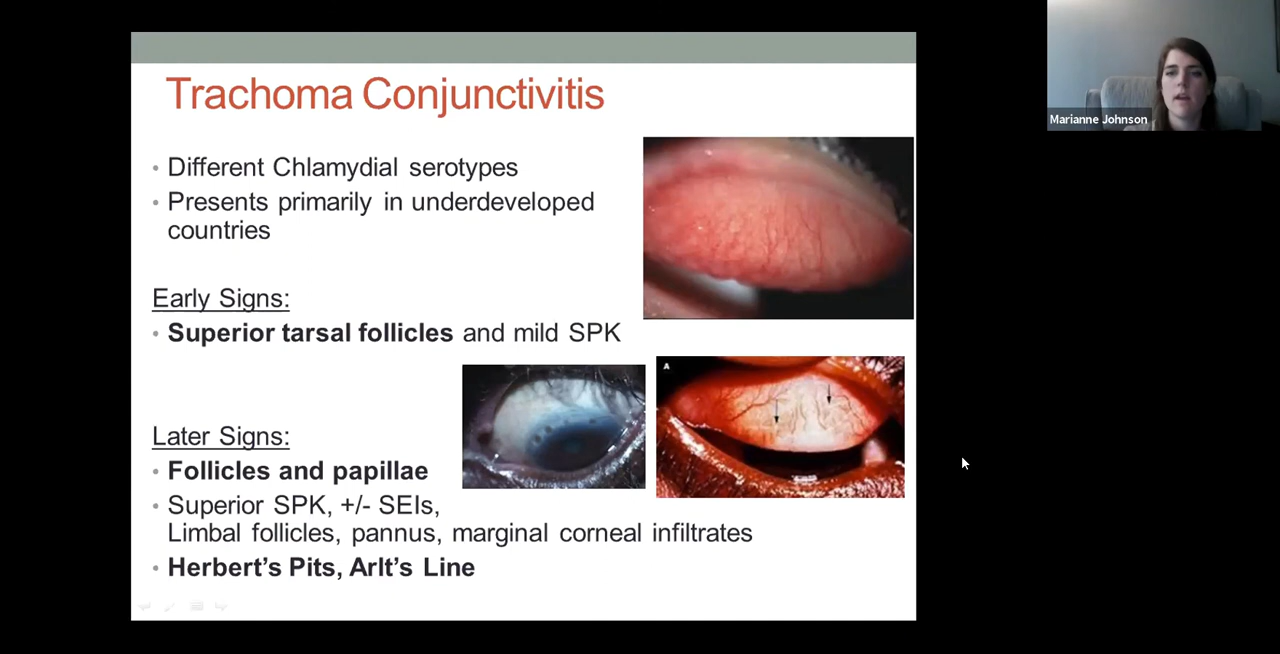 Trachoma Conjunctivitis
• Different Chlamydial serotypes
• Presents primarily in underdeveloped
countries
Early Signs:
• Superior tarsal follicles and mild SPK
A
Later Signs:
• Follicles and papillae
• Superior SPK, +/- SEIs,
Limbal follicles, pannus, marginal corneal infiltrates
• Herbert's Pits, Arlt's Line
Marianne Johnson